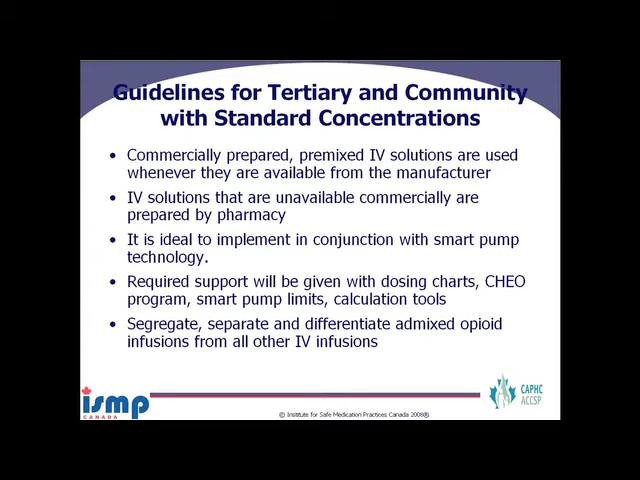 Guidelines for Tertiary and Community
with Standard Concentrations
• Commercially prepared, premixed IV solutions are used
whenever they are available from the manufacturer
• IV solutions that are unavailable commercially are
prepared by pharmacy
• It is ideal to implement in conjunction with smart pump
technology.
• Required support will be given with dosing charts, CHEO
program, smart pump limits, calculation tools
• Segregate, separate and differentiate admixed opioid
infusions from all other IV infusions
ismp
CANADA
© Institute for Safe Medication Practices Canada 2008®
CAPHC
ACCSP